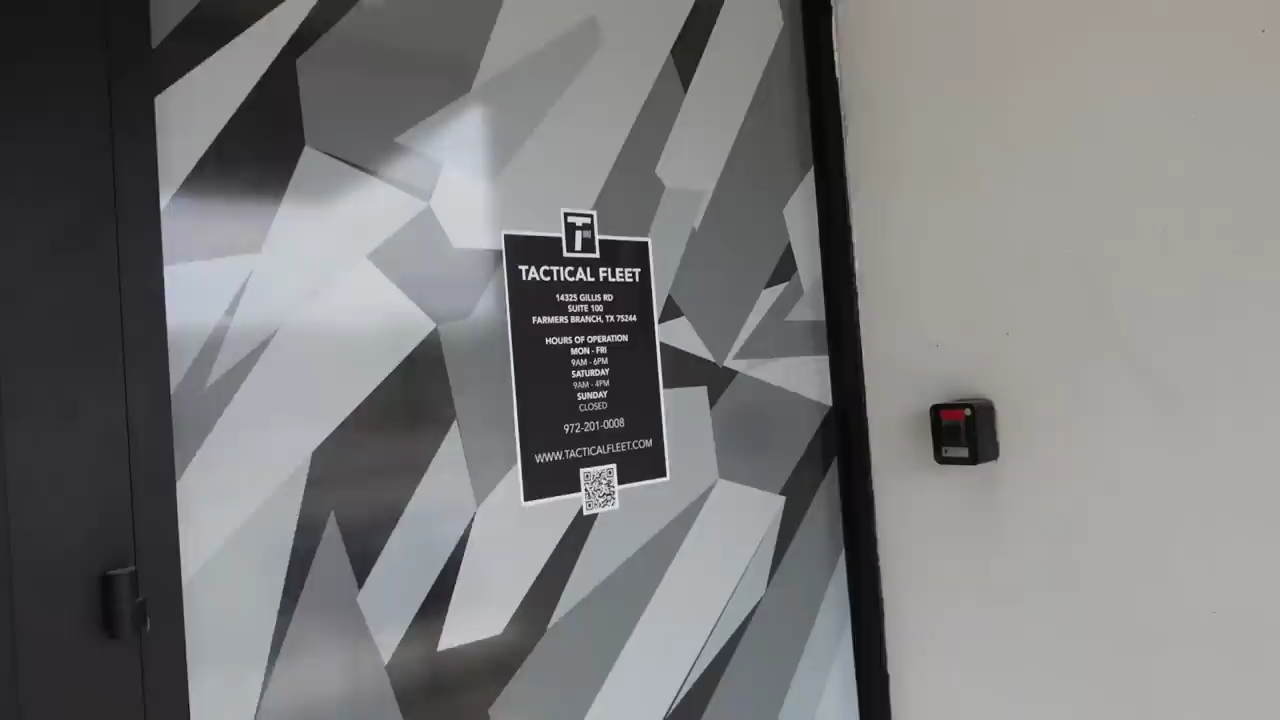 TF
TACTICAL FLEET
14325 GILLIS RD
SUITE 100
FARMERS BRANCH, TX 75244
HOURS OF OPERATION
MON - FRI
9AM - 6PM
SATURDAY
9AM - 4PM
SUNDAY
CLOSED
972-201-0008
WWW.TACTICALFLEET.COM